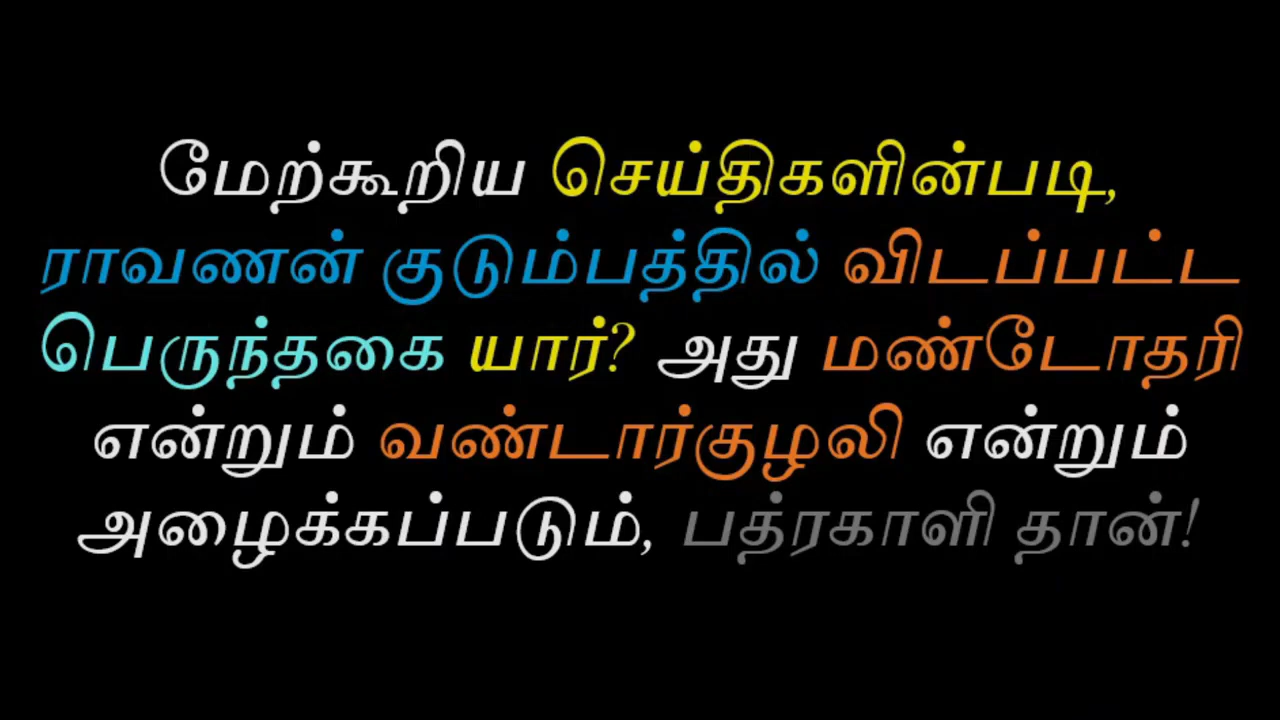 மேற்கூறிய செய்திகளின்படி,
ராவணன் குடும்பத்தில் விடப்பட்ட
பெருந்தகை யார்? அது மண்டோதரி
என்றும் வண்டார்குழலி என்றும்
அழைக்கப்படும், பத்ரகாளி தான்!